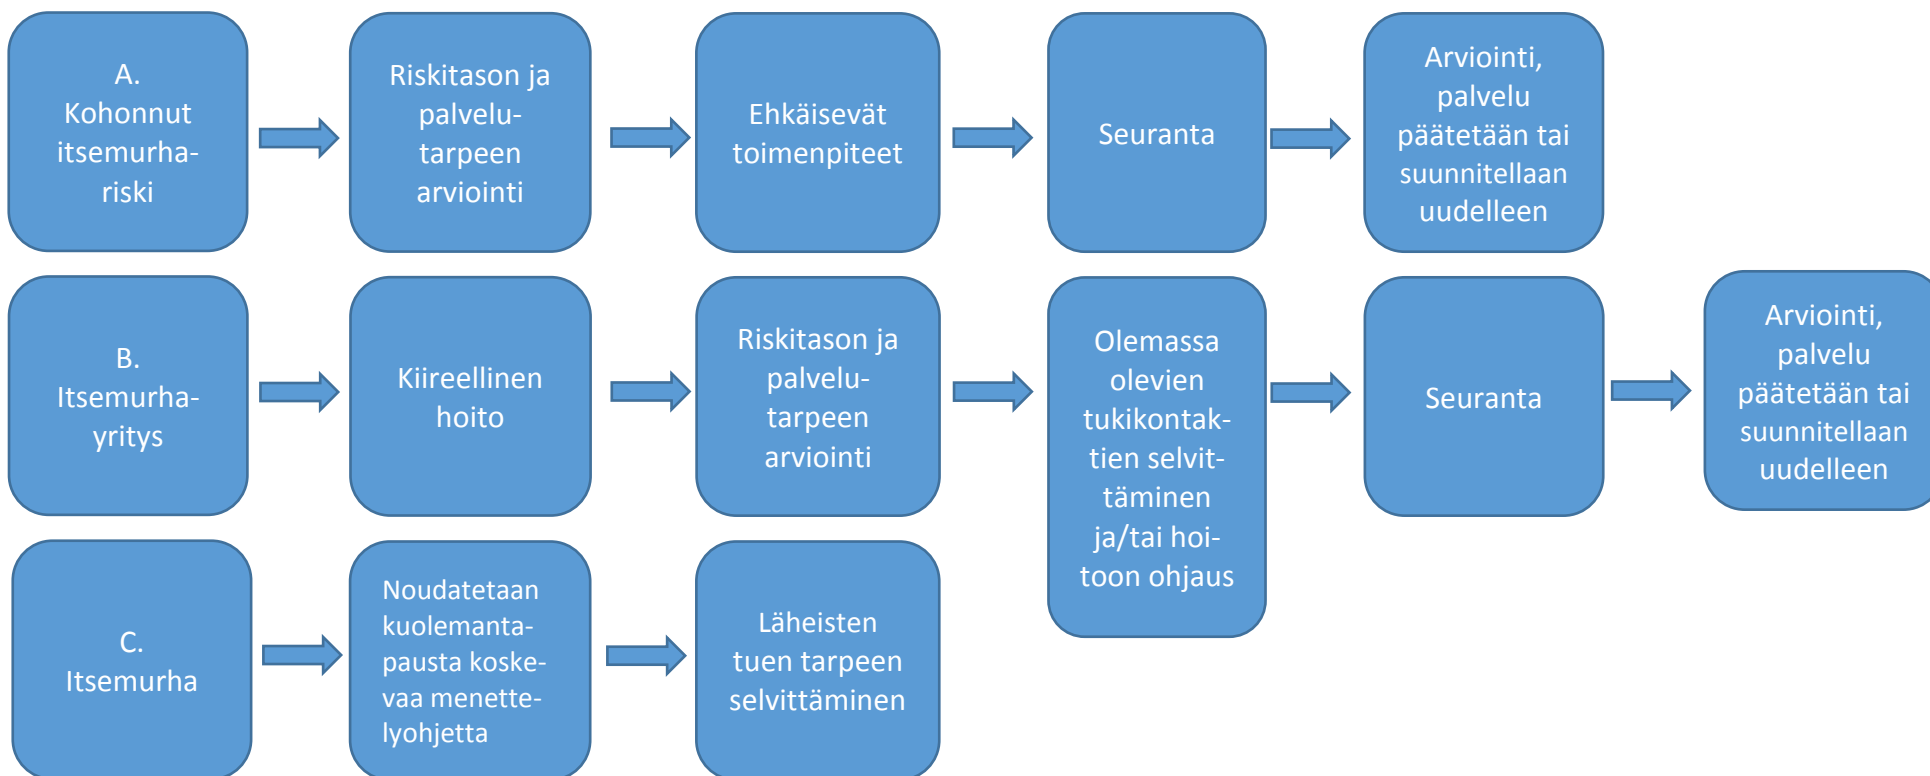 A.
Kohonnut
itsemurha-
riski
Riskitason ja
palvelu-
tarpeen
arviointi
Ehkäisevät
toimenpiteet
Seuranta
Arviointi,
palvelu
päätetään tai
suunnitellaan
uudelleen
B.
Itsemurha-
yritys
Kiireellinen
hoito
Riskitason ja
palvelu-
tarpeen
arviointi
Olemassa
olevien
tukikontak-
tien selvit-
täminen
ja/tai hoi-
toon ohjaus
Seuranta
Arviointi,
palvelu
päätetään tai
suunnitellaan
uudelleen
C.
Itsemurha
Noudatetaan
kuolemanta-
pausta koske-
vaa menette-
lyohjetta
Läheisten
tuen tarpeen
selvittäminen